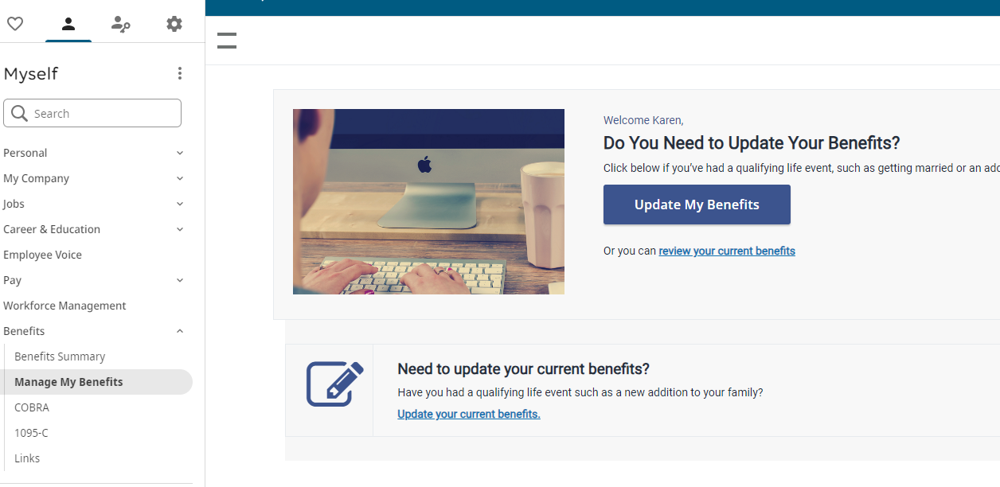 Myself
Search
Personal
My Company
Jobs
Career & Education
Employee Voice
Pay
Workforce Management
Benefits
Benefits Summary
Manage My Benefits
COBRA
1095-C
Links
Welcome Karen,
Do You Need to Update Your Benefits?
Click below if you've had a qualifying life event, such as getting married or an
Update My Benefits
Or you can review your current benefits
Need to update your current benefits?
Have you had a qualifying life event such as a new addition to your family?
Update your current benefits.